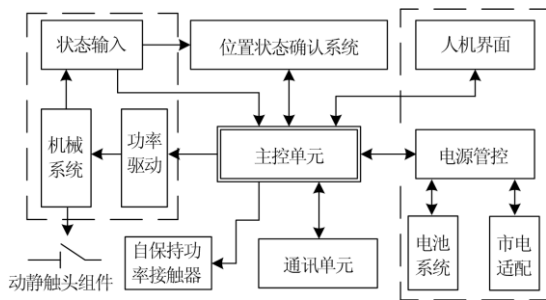 状态输入
位置状态确认系统
人机界面
机械
系统
功率
驱动
主控单元
电源管控
动静触头组件
自保持功
率接触器
通讯单元
电池
系统
市电
适配